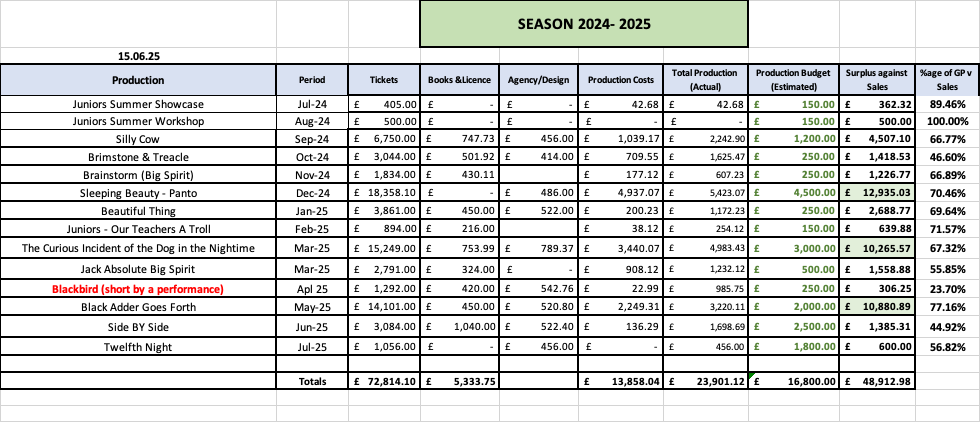 SEASON 2024- 2025
15.06.25
Production Period Tickets Books &Licence Agency/Design Production Costs Total Production (Actual) Production Budget (Estimated) Surplus against Sales %age of GP v Sales
Juniors Summer Showcase Jul-24 £ 405.00 £ - £ - £ 42.68 £ 42.68 £ 150.00 £ 362.32 89.46%
Juniors Summer Workshop Aug-24 £ 500.00 £ - £ - £ - £ - £ 150.00 £ 500.00 100.00%
Silly Cow Sep-24 £ 6,750.00 £ 747.73 £ 456.00 £ 1,039.17 £ 2,242.90 £ 1,200.00 £ 4,507.10 66.77%
Brimstone & Treacle Oct-24 £ 3,044.00 £ 501.92 £ 414.00 £ 709.55 £ 1,625.47 £ 250.00 £ 1,418.53 46.60%
Brainstorm (Big Spirit) Nov-24 £ 1,834.00 £ 430.11 £ 177.12 £ 607.23 £ 250.00 £ 1,226.77 66.89%
Sleeping Beauty - Panto Dec-24 £ 18,358.10 £ - £ 486.00 £ 4,937.07 £ 5,423.07 £ 4,500.00 £ 12,935.03 70.46%
Beautiful Thing Jan-25 £ 3,861.00 £ 450.00 £ 522.00 £ 200.23 £ 1,172.23 £ 250.00 £ 2,688.77 69.64%
Juniors - Our Teachers A Troll Feb-25 £ 894.00 £ 216.00 £ 38.12 £ 254.12 £ 150.00 £ 639.88 71.57%
The Curious Incident of the Dog in the Nightime Mar-25 £ 15,249.00 £ 753.99 £ 789.37 £ 3,440.07 £ 4,983.43 £ 3,000.00 £ 10,265.57 67.32%
Jack Absolute Big Spirit Mar-25 £ 2,791.00 £ 324.00 £ - £ 908.12 £ 1,232.12 £ 500.00 £ 1,558.88 55.85%
Blackbird (short by a performance) Apl 25 £ 1,292.00 £ 420.00 £ 542.76 £ 22.99 £ 985.75 £ 250.00 £ 306.25 23.70%
Black Adder Goes Forth May-25 £ 14,101.00 £ 450.00 £ 520.80 £ 2,249.31 £ 3,220.11 £ 2,000.00 £ 10,880.89 77.16%
Side BY Side Jun-25 £ 3,084.00 £ 1,040.00 £ 522.40 £ 136.29 £ 1,698.69 £ 2,500.00 £ 1,385.31 44.92%
Twelfth Night Jul-25 £ 1,056.00 £ - £ 456.00 £ - £ 456.00 £ 1,800.00 £ 600.00 56.82%
Totals £ 72,814.10 £ 5,333.75 £ 13,858.04 £ 23,901.12 £ 16,800.00 £ 48,912.98